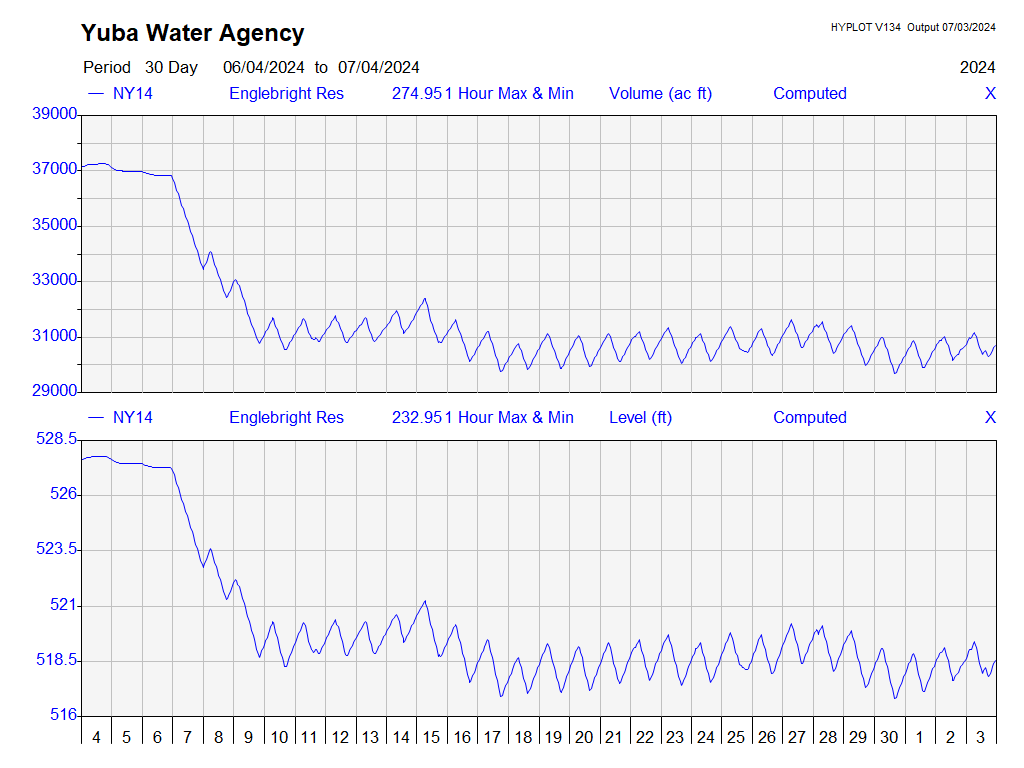 Yuba Water Agency
HYPLOT V134 Output 07/03/2024
Period 30 Day 06/04/2024 to 07/04/2024 2024
NY14 Englebright Res 274.951 Hour Max & Min Volume (ac ft) Computed X
39000
37000
35000
33000
31000
29000
NY14 Englebright Res 232.951 Hour Max & Min Level (ft) Computed X
528.5
526
523.5
521
518.5
516
4 5 6 7 8 9 10 11 12 13 14 15 16 17 18 19 20 21 22 23 24 25 26 27 28 29 30 1 2 3